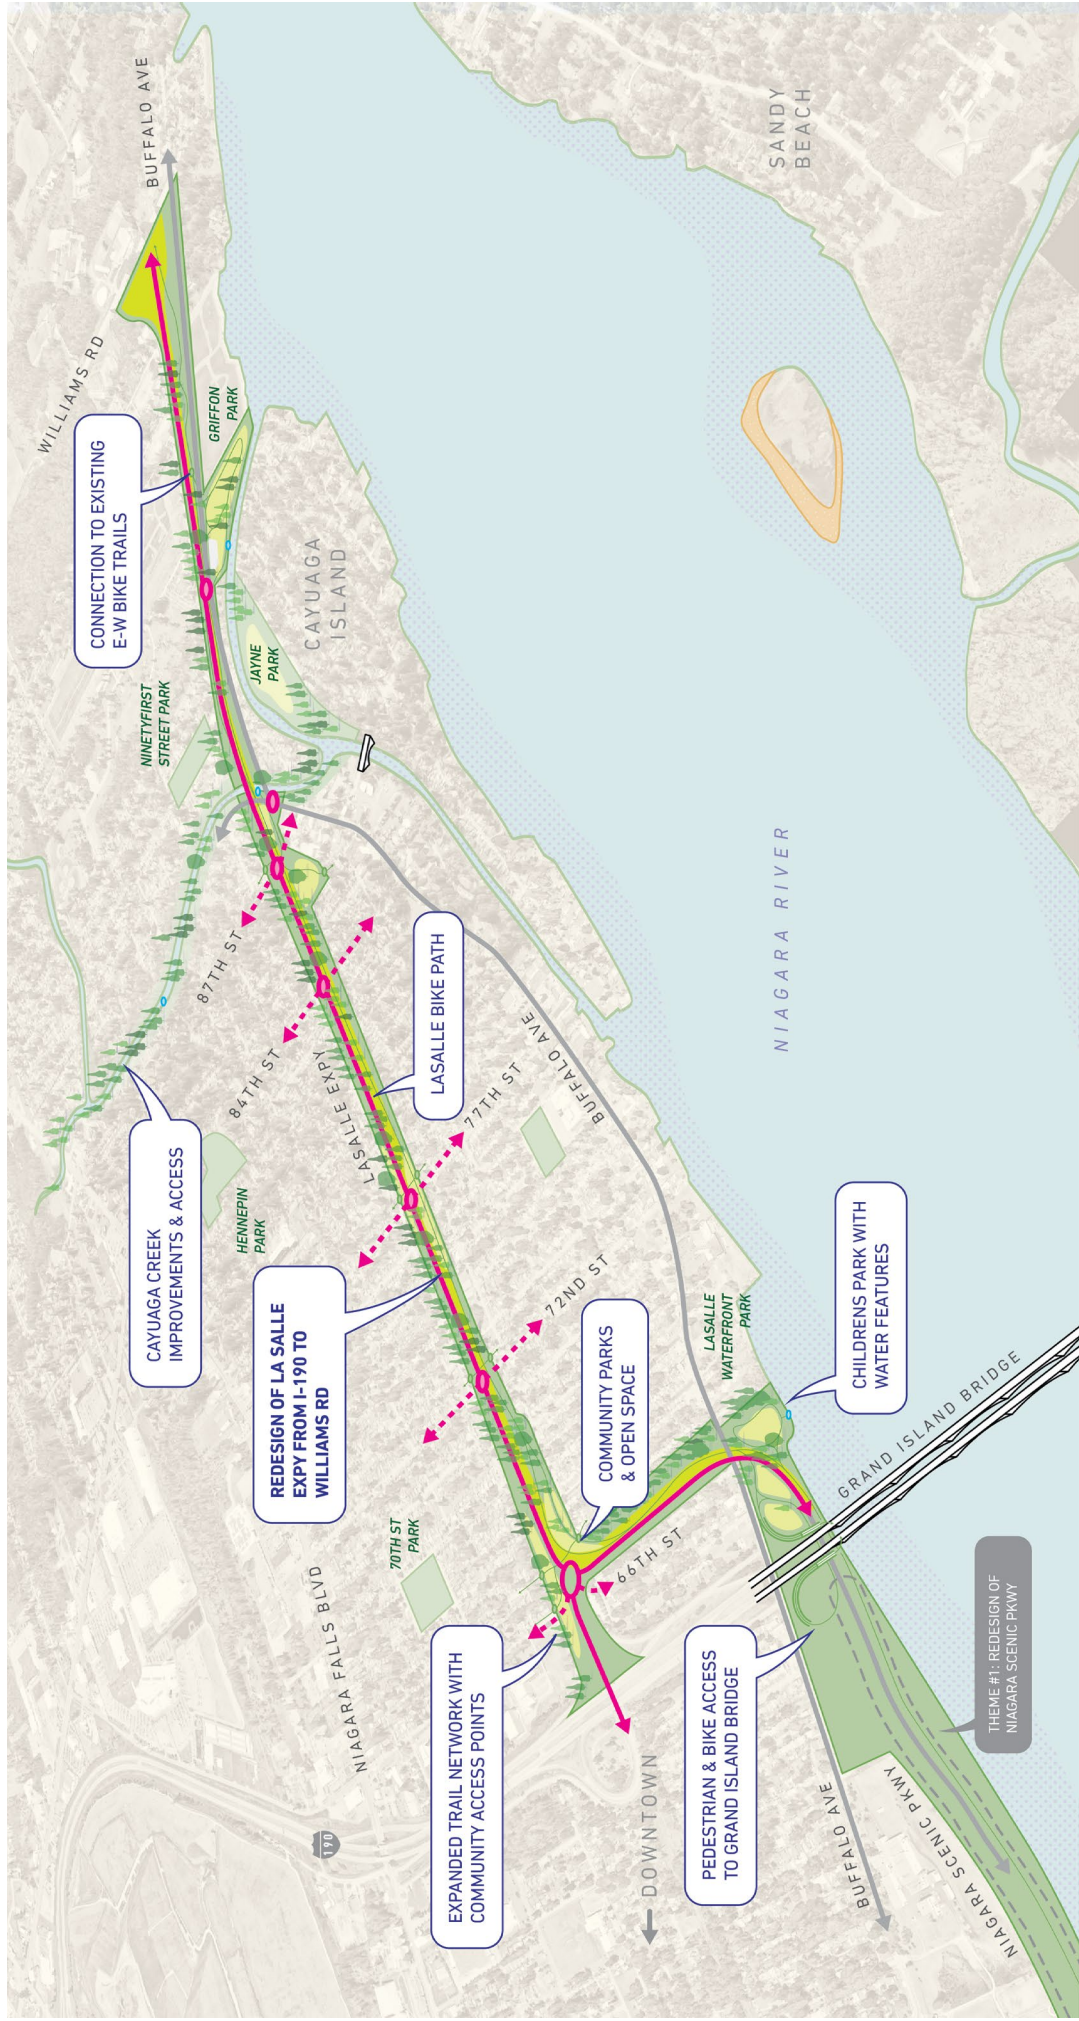 WILLIAMS RD
BUFFALO AVE
SANDY
BEACH
CONNECTION TO EXISTING
E-W BIKE TRAILS
GRIFFON
PARK
NINETYFIRST
STREET PARK
JAYNE
PARK
CAYUAGA
ISLAND
87TH ST
84TH ST
LASALLE EXPY
LASALLE BIKE PATH
77TH ST
BUFFALO AVE
NIAGARA RIVER
CAYUAGA CREEK
IMPROVEMENTS & ACCESS
HENNEPIN
PARK
REDESIGN OF LA SALLE
EXPY FROM I-190 TO
WILLIAMS RD
72ND ST
LASALLE
WATERFRONT
PARK
CHILDRENS PARK WITH
WATER FEATURES
COMMUNITY PARKS
& OPEN SPACE
GRAND ISLAND BRIDGE
70TH ST
PARK
66TH ST
NIAGARA FALLS BLVD
190
EXPANDED TRAIL NETWORK WITH
COMMUNITY ACCESS POINTS
DOWNTOWN
PEDESTRIAN & BIKE ACCESS
TO GRAND ISLAND BRIDGE
BUFFALO AVE
NIAGARA SCENIC PKWY
THEME #1: REDESIGN OF
NIAGARA SCENIC PKWY